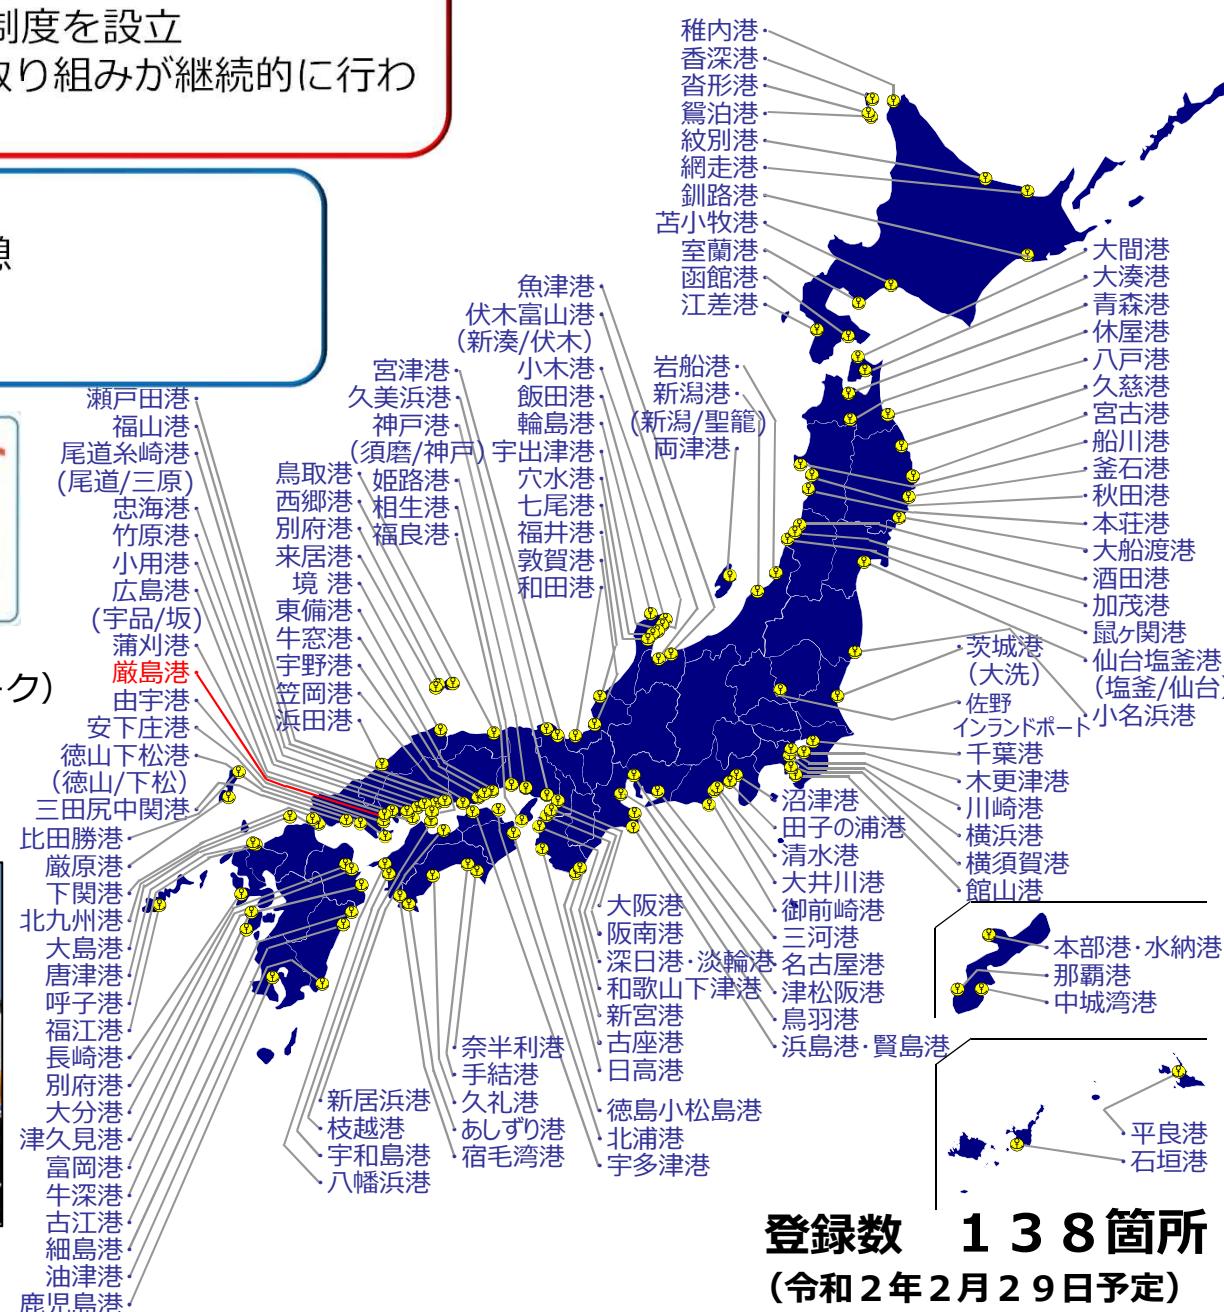 制度を設立
取り組みが継続的に行わ
憩
ーク）
稚内港
香深港
沓形港
鴛泊港
紋別港
網走港
釧路港
苫小牧港
室蘭港
函館港
江差港
大間港
大湊港
青森港
休屋港
八戸港
久慈港
宮古港
船川港
釜石港
秋田港
本荘港
大船渡港
酒田港
加茂港
鼠ヶ関港
仙台塩釜港
（塩釜/仙台）
小名浜港
岩船港
新潟港
（新潟/聖籠）
両津港
魚津港
伏木富山港
（新湊/伏木）
小木港
飯田港
輪島港
宇出津港
穴水港
七尾港
福井港
敦賀港
和田港
宮津港
久美浜港
神戸港
（須磨/神戸）
姫路港
相生港
福良港
鳥取港
西郷港
別府港
来居港
境 港
東備港
牛窓港
宇野港
笠岡港
浜田港
瀬戸田港
福山港
尾道糸崎港
（尾道/三原）
忠海港
竹原港
小用港
広島港
（宇品/坂）
蒲刈港
厳島港
由宇港
安下庄港
徳山下松港
（徳山/下松）
三田尻中関港
比田勝港
厳原港
下関港
北九州港
大島港
唐津港
呼子港
福江港
長崎港
別府港
大分港
津久見港
富岡港
牛深港
古江港
細島港
油津港
鹿児島港
新居浜港
枝越港
宇和島港
八幡浜港
奈半利港
手結港
久礼港
あしずり港
宿毛湾港
大阪港
阪南港
深日港・淡輪港
和歌山下津港
新宮港
古座港
日高港
徳島小松島港
北浦港
宇多津港
茨城港
（大洗）
佐野
インランドポート
千葉港
木更津港
川崎港
横浜港
横須賀港
館山港
沼津港
田子の浦港
清水港
大井川港
御前崎港
三河港
名古屋港
津松阪港
鳥羽港
浜島港・賢島港
本部港・水納港
那覇港
中城湾港
平良港
石垣港
登録数　１３８箇所
（令和２年２月２９日予定）